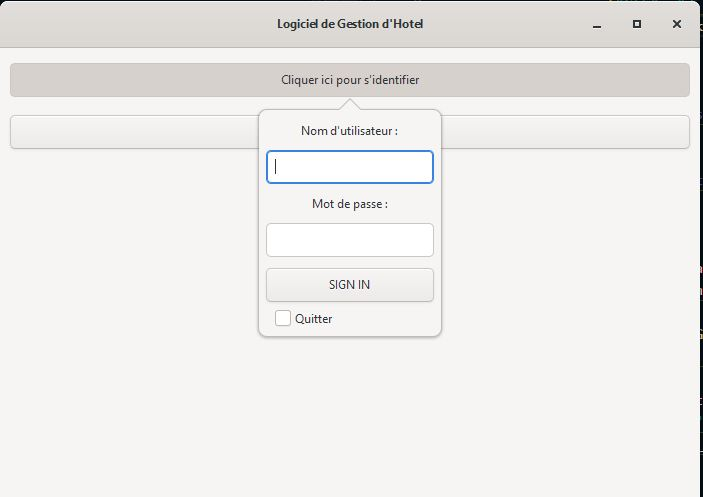 Logiciel de Gestion d'Hotel
Cliquer ici pour s'identifier
Nom d'utilisateur :
Mot de passe :
SIGN IN
Quitter